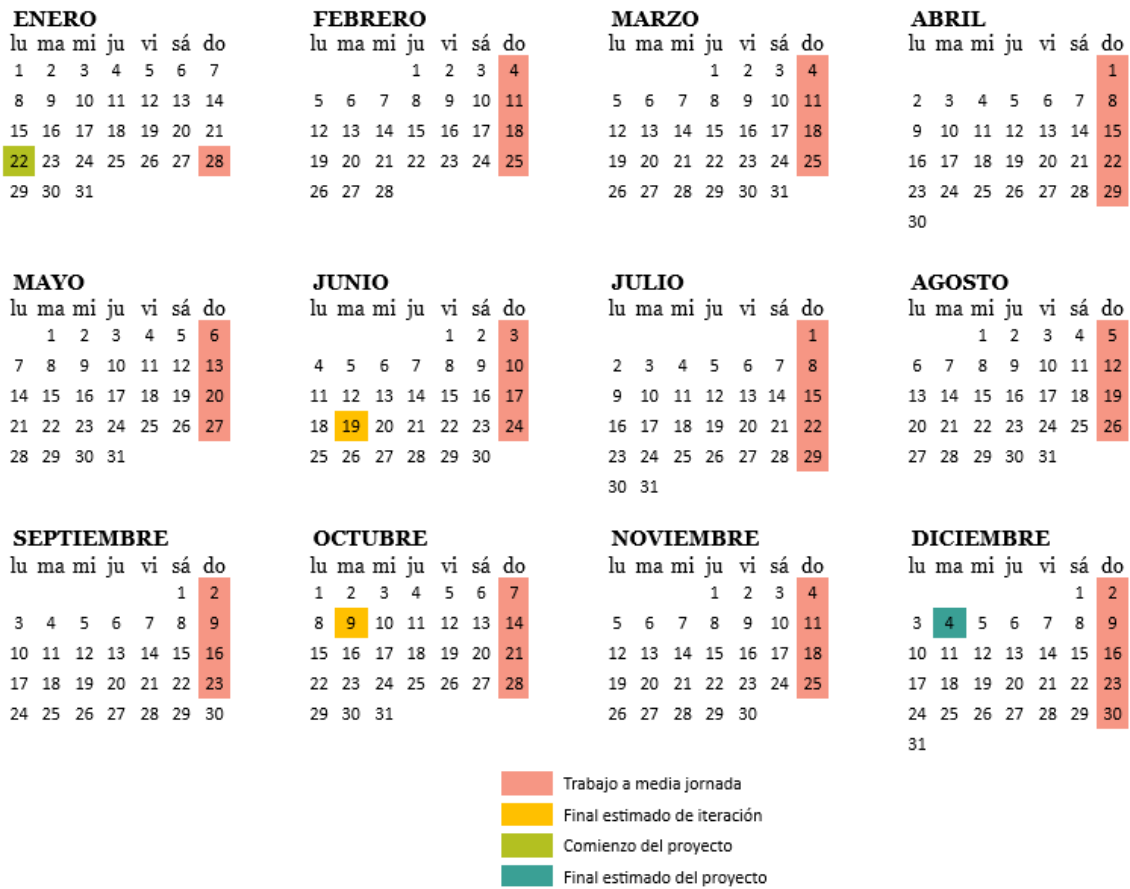 ENERO
lu ma mi ju vi sá do
1 2 3 4 5 6 7
8 9 10 11 12 13 14
15 16 17 18 19 20 21
22 23 24 25 26 27 28
29 30 31
FEBRERO
lu ma mi ju vi sá do
1 2 3 4
5 6 7 8 9 10 11
12 13 14 15 16 17 18
19 20 21 22 23 24 25
26 27 28
MARZO
lu ma mi ju vi sá do
1 2 3 4
5 6 7 8 9 10 11
12 13 14 15 16 17 18
19 20 21 22 23 24 25
26 27 28 29 30 31
ABRIL
lu ma mi ju vi sá do
1
2 3 4 5 6 7 8
9 10 11 12 13 14 15
16 17 18 19 20 21 22
23 24 25 26 27 28 29
30
MAYO
lu ma mi ju vi sá do
1 2 3 4 5 6
7 8 9 10 11 12 13
14 15 16 17 18 19 20
21 22 23 24 25 26 27
28 29 30 31
JUNIO
lu ma mi ju vi sá do
1 2 3
4 5 6 7 8 9 10
11 12 13 14 15 16 17
18 19 20 21 22 23 24
25 26 27 28 29 30
JULIO
lu ma mi ju vi sá do
1
2 3 4 5 6 7 8
9 10 11 12 13 14 15
16 17 18 19 20 21 22
23 24 25 26 27 28 29
30 31
AGOSTO
lu ma mi ju vi sá do
1 2 3 4 5
6 7 8 9 10 11 12
13 14 15 16 17 18 19
20 21 22 23 24 25 26
27 28 29 30 31
SEPTIEMBRE
lu ma mi ju vi sá do
1 2
3 4 5 6 7 8 9
10 11 12 13 14 15 16
17 18 19 20 21 22 23
24 25 26 27 28 29 30
OCTUBRE
lu ma mi ju vi sá do
1 2 3 4 5 6 7
8 9 10 11 12 13 14
15 16 17 18 19 20 21
22 23 24 25 26 27 28
29 30 31
NOVIEMBRE
lu ma mi ju vi sá do
1 2 3 4
5 6 7 8 9 10 11
12 13 14 15 16 17 18
19 20 21 22 23 24 25
26 27 28 29 30
DICIEMBRE
lu ma mi ju vi sá do
1 2
3 4 5 6 7 8 9
10 11 12 13 14 15 16
17 18 19 20 21 22 23
24 25 26 27 28 29 30
31
Trabajo a media jornada
Final estimado de iteración
Comienzo del proyecto
Final estimado del proyecto